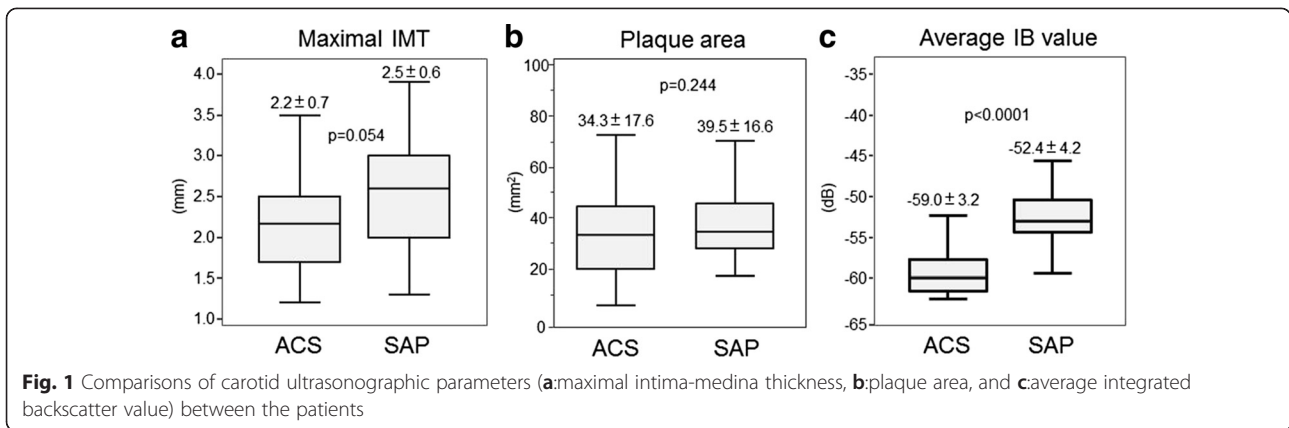 a Maximal IMT
4.0
3.5
3.0
2.5
2.0
1.5
1.0
(mm)
2.5±0.6
2.2±0.7
p=0.054
ACS SAP
b Plaque area
100
80
60
40
20
0
(mm²)
p=0.244
34.3±17.6 39.5±16.6
ACS SAP
c Average IB value
-35
-40
-45
-50
-55
-60
-65
(dB)
p<0.0001
-52.4±4.2
-59.0±3.2
ACS SAP
Fig. 1 Comparisons of carotid ultrasonographic parameters (a:maximal intima-medina thickness, b:plaque area, and c:average integrated
backscatter value) between the patients